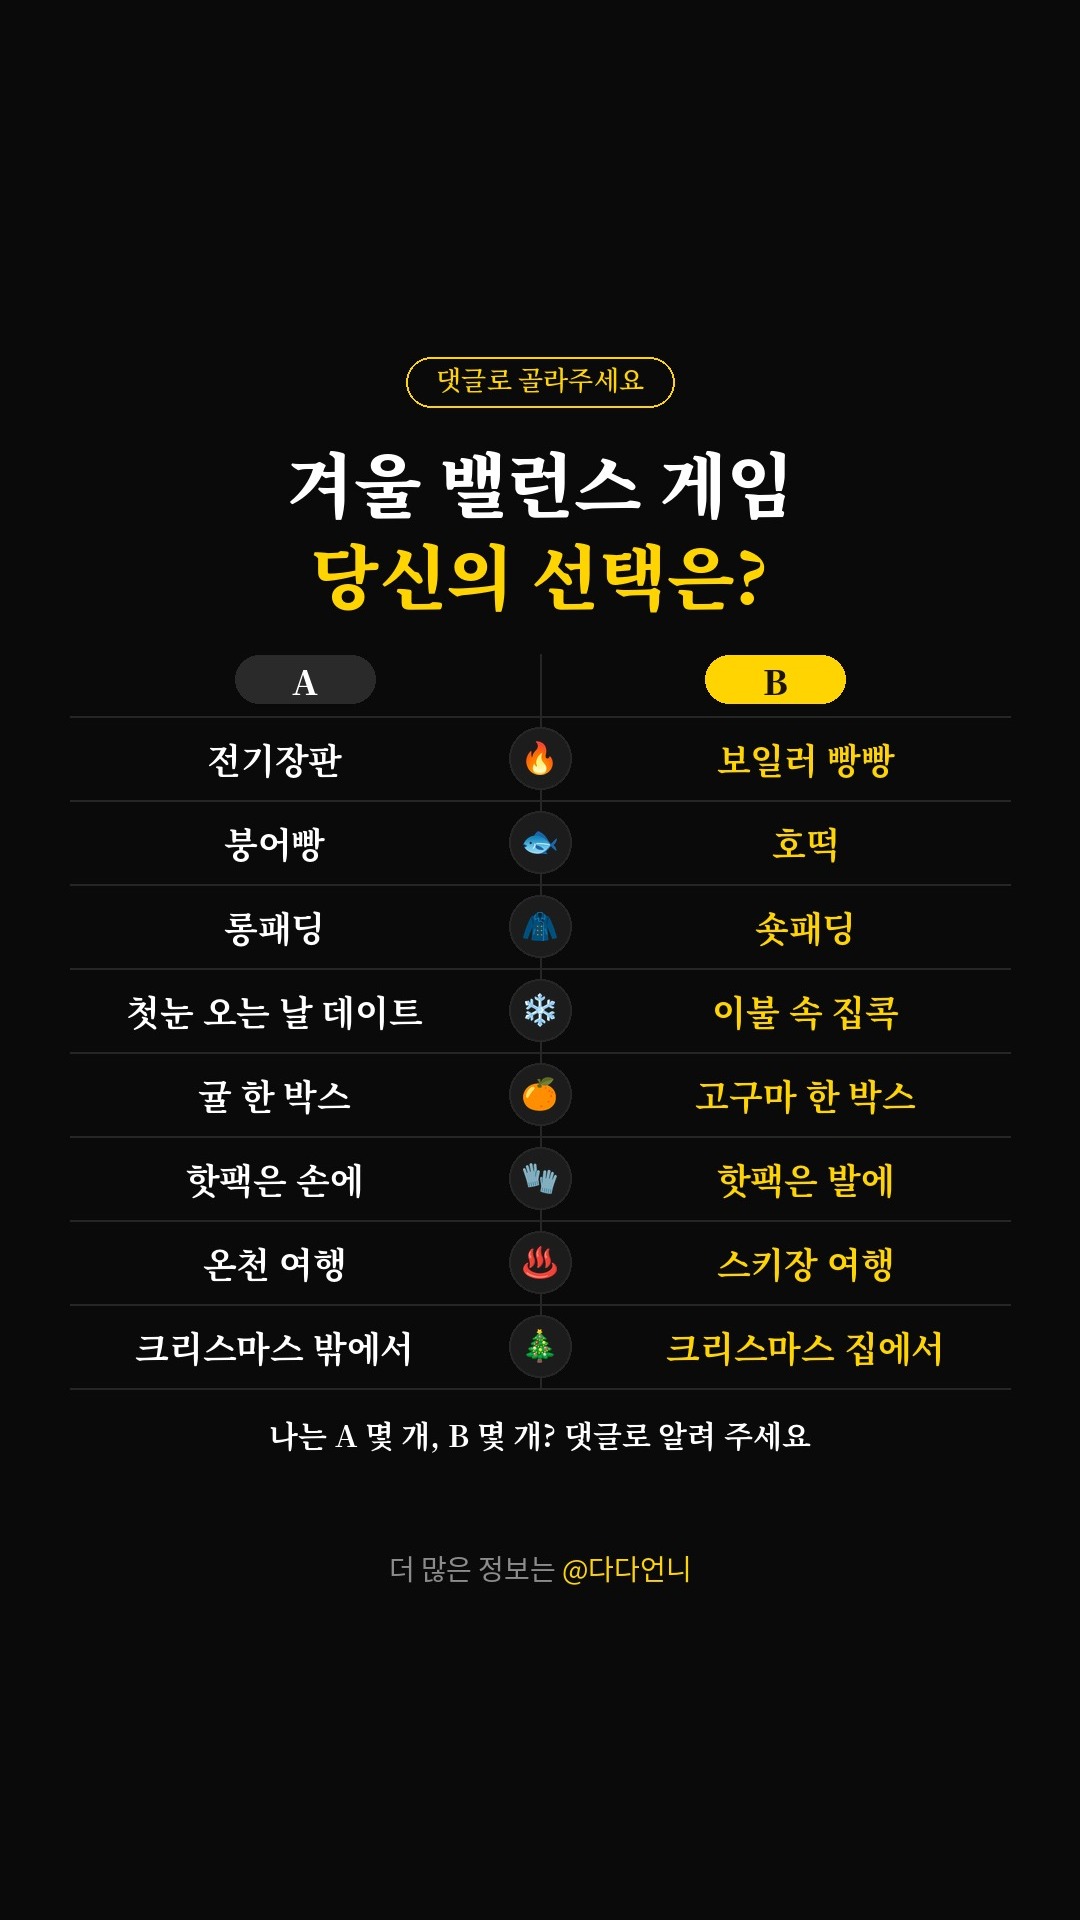 댓글로 골라주세요
겨울 밸런스 게임
당신의 선택은?
A B
전기장판 보일러 빵빵
붕어빵 호떡
롱패딩 숏패딩
첫눈 오는 날 데이트 이불 속 집콕
귤 한 박스 고구마 한 박스
핫팩은 손에 핫팩은 발에
온천 여행 스키장 여행
크리스마스 밖에서 크리스마스 집에서
나는 A 몇 개, B 몇 개? 댓글로 알려 주세요
더 많은 정보는 @다다언니